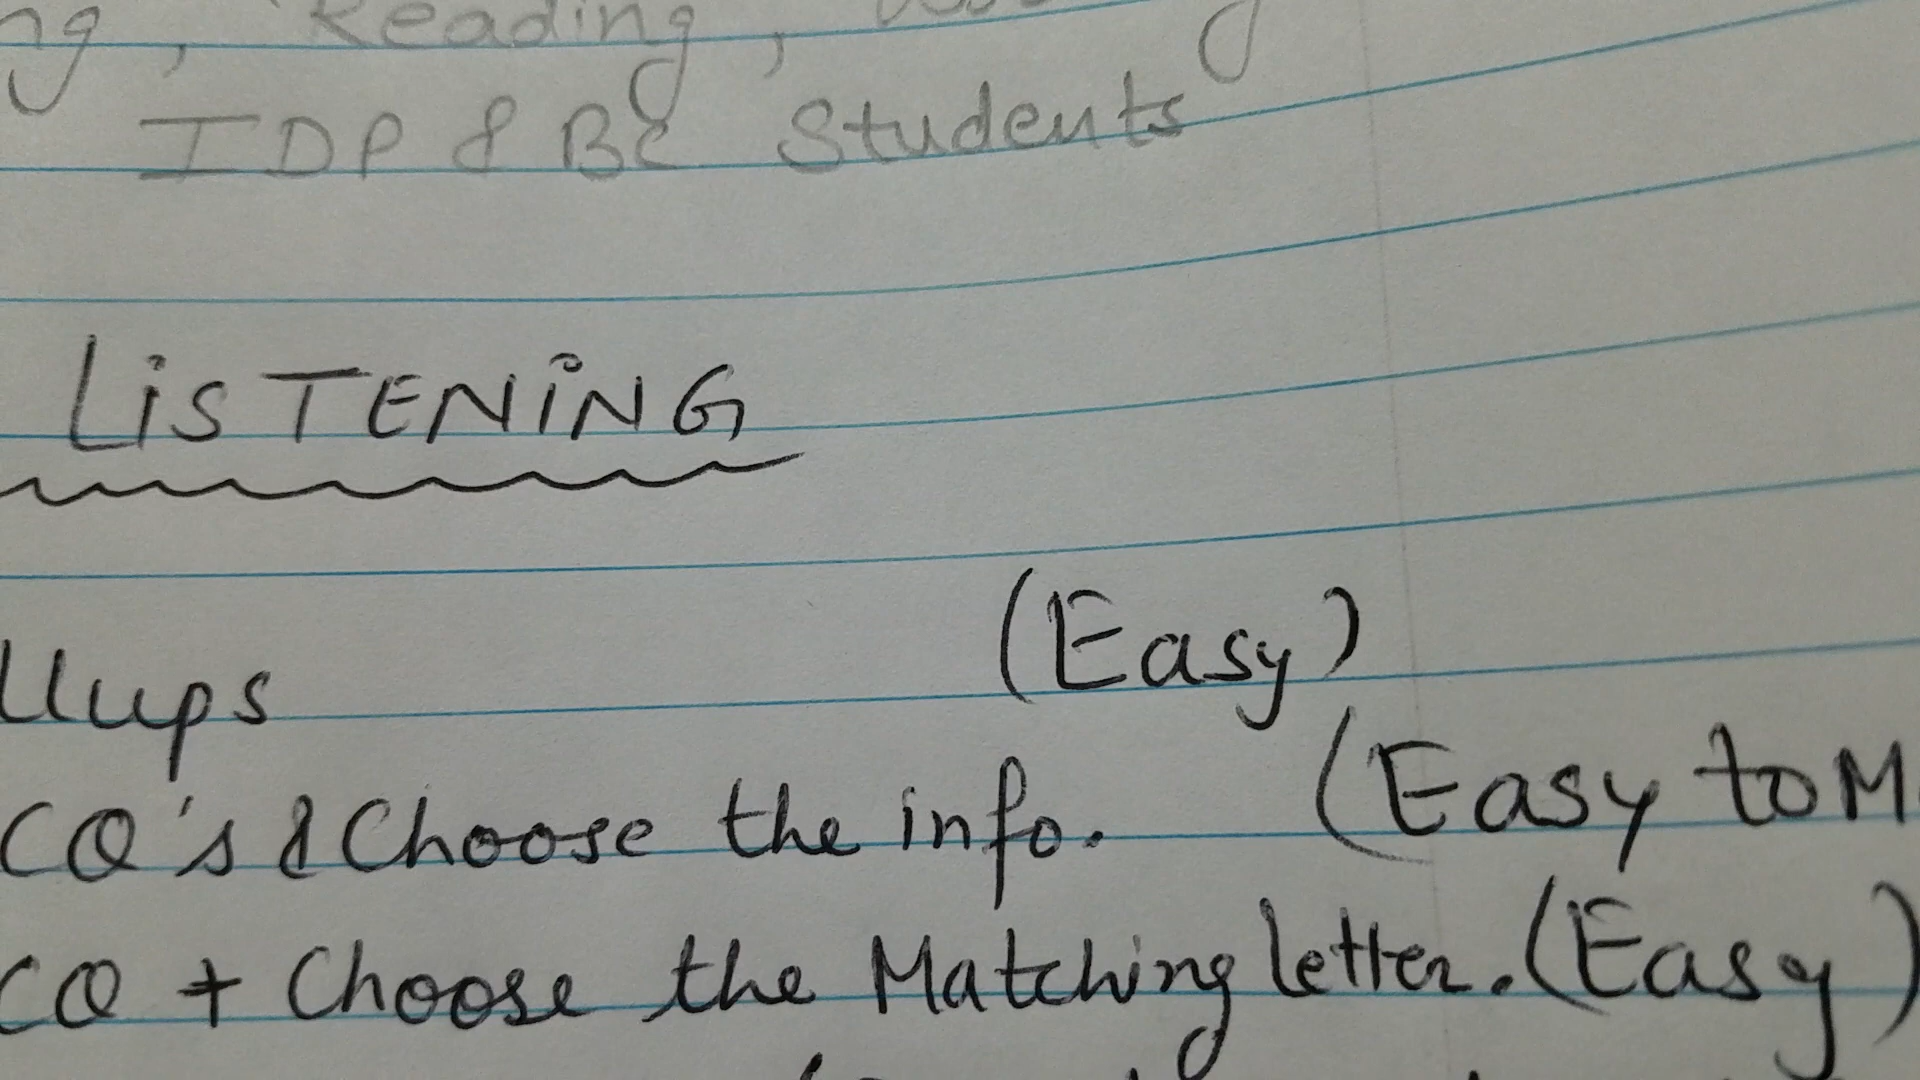 Reading,
IDP & BC Students
LiSTENiNG
llups (Easy)
CQ's & Choose the info. (Easy to M
CQ + Choose the Matching letter. (Easy)